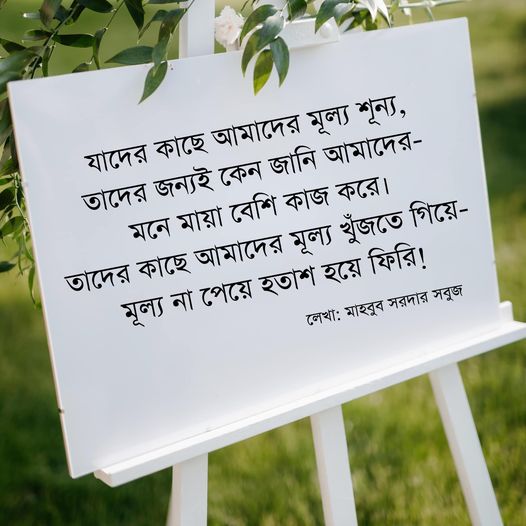 যাদের কাছে আমাদের মূল্য শূন্য,
তাদের জন্যই কেন জানি আমাদের-
মনে মায়া বেশি কাজ করে।
তাদের কাছে আমাদের মূল্য খুঁজতে গিয়ে-
মূল্য না পেয়ে হতাশ হয়ে ফিরি!
লেখা: মাহবুব সরদার সবুজ